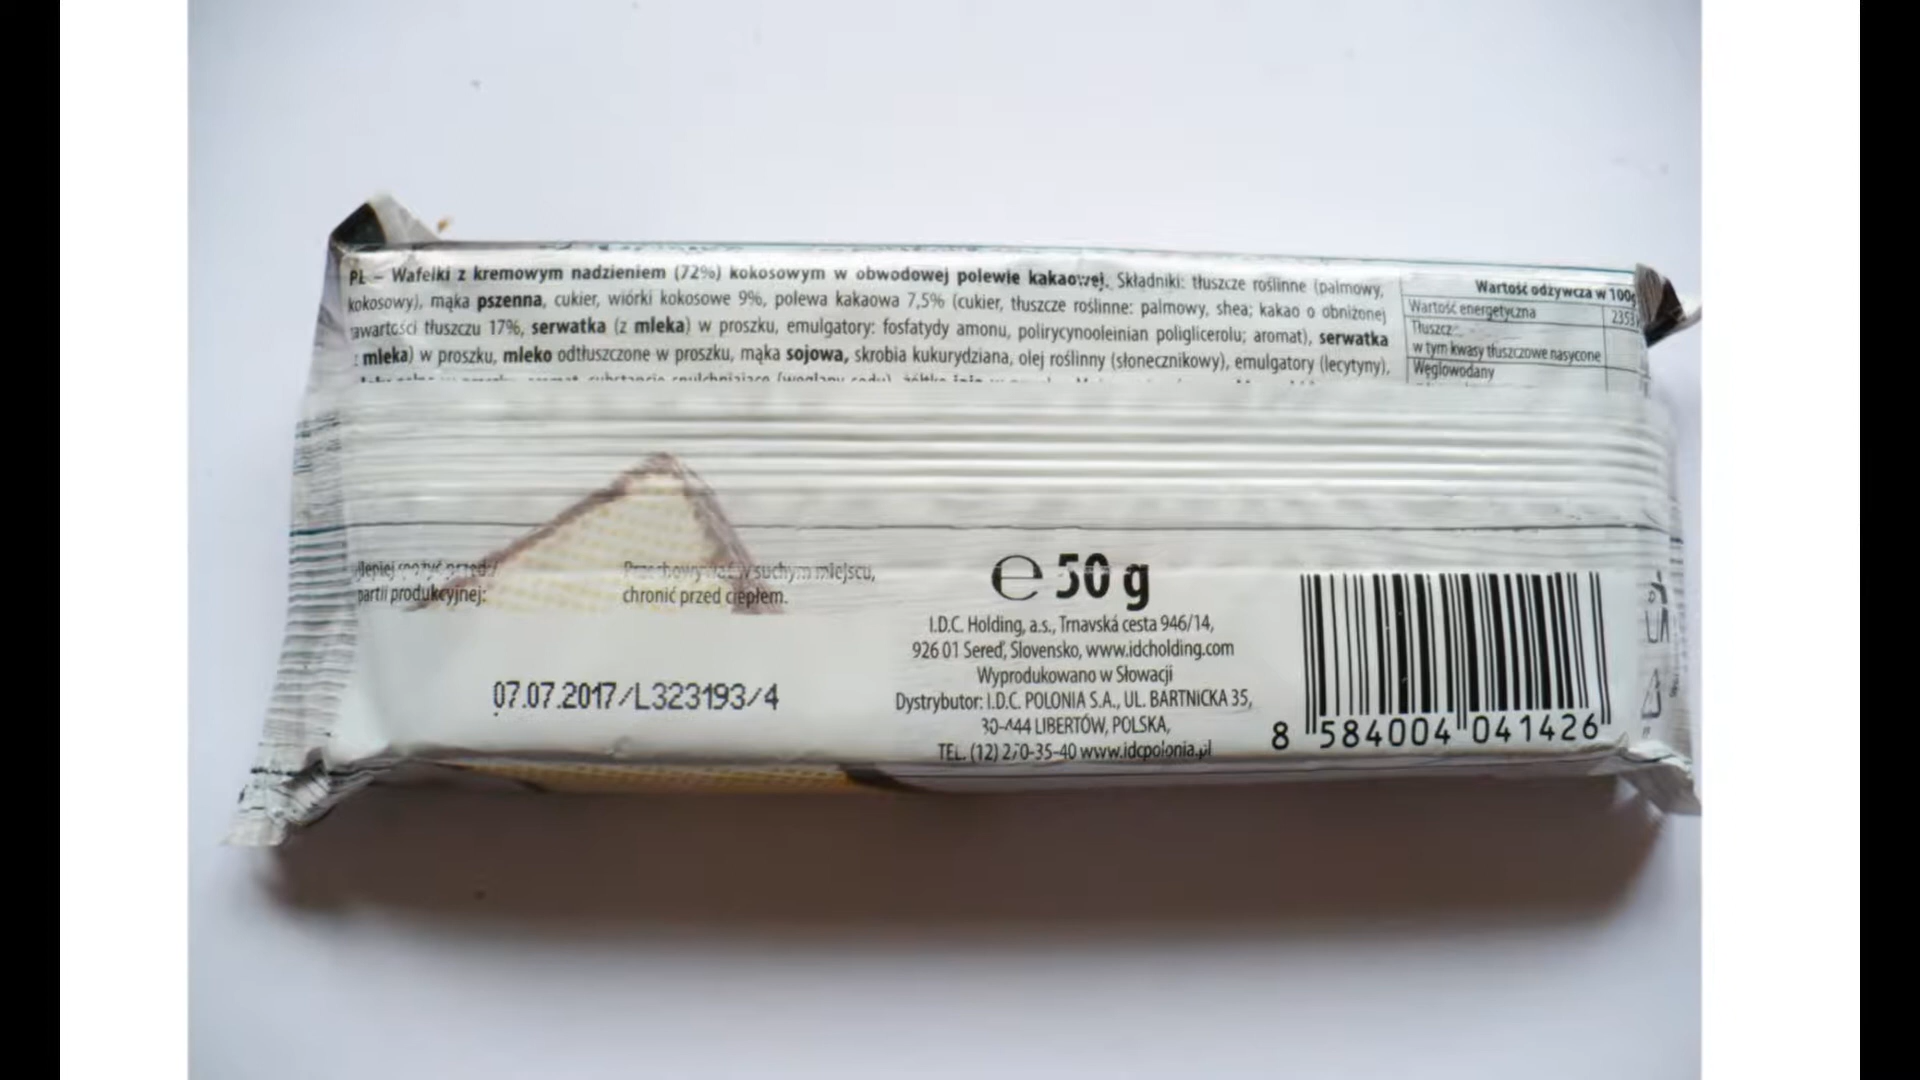 PL – Wafelki z kremowym nadzieniem (72%) kokosowym w obwodowej polewie kakaowej. Składniki: tłuszcze roślinne (palmowy,
kokosowy), mąka pszenna, cukier, wiórki kokosowe 9%, polewa kakaowa 7,5% (cukier, tłuszcze roślinne: palmowy, shea; kakao o obniżonej
zawartości tłuszczu 17%, serwatka (z mleka) w proszku, emulgatory: fosfatydy amonu, polirycynooleinian poliglicerolu; aromat), serwatka
mleka) w proszku, mleko odtłuszczone w proszku, mąka sojowa, skrobia kukurydziana, olej roślinny (słonecznikowy), emulgatory (lecytyny),
Wartość odżywcza w 100g
Wartość energetyczna 2353
Tłuszcz
w tym kwasy tłuszczowe nasycone
Węglowodany
partii produkcyjnej:
w suchym miejscu,
chronić przed ciepłem.
07.07.2017/L323193/4
℮ 50 g
I.D.C. Holding, a.s., Trnavská cesta 946/14,
926 01 Sereď, Slovensko, www.idcholding.com
Wyprodukowano w Słowacji
Dystrybutor: I.D.C. POLONIA S.A., UL. BARTNICKA 35,
LIBERTÓW, POLSKA,
TEL. (12) www.idcpolonia.pl
8 584004 041426